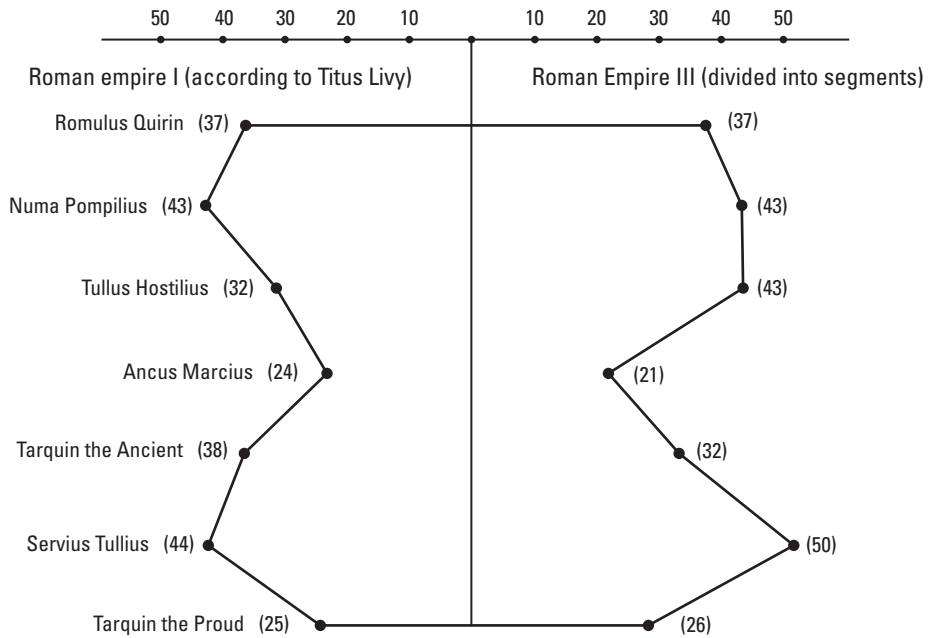 50 40 30 20 10 10 20 30 40 50
Roman empire I (according to Titus Livy) Roman Empire III (divided into segments)
Romulus Quirin (37) (37)
Numa Pompilius (43) (43)
Tullus Hostilius (32) (43)
Ancus Marcius (24) (21)
Tarquin the Ancient (38) (32)
Servius Tullius (44) (50)
Tarquin the Proud (25) (26)